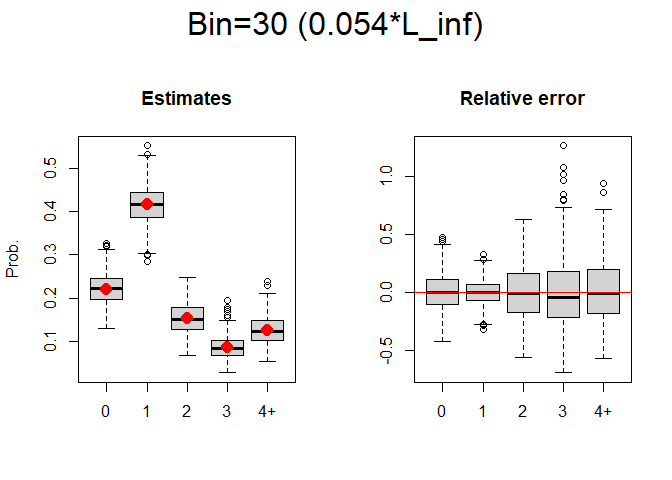 Bin=30 (0.054*L_inf)
Estimates
Prob.
0.5
0.4
0.3
0.2
0.1
0 1 2 3 4+
Relative error
1.0
0.5
0.0
-0.5
0 1 2 3 4+